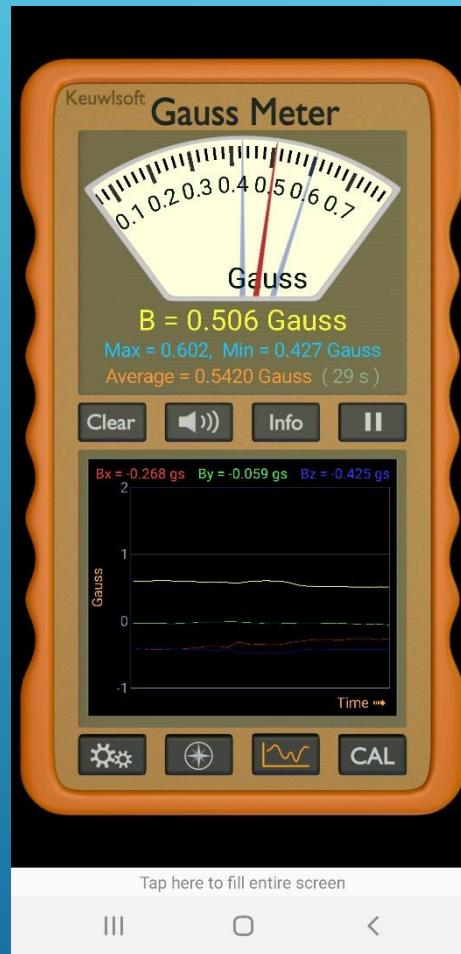 Keuwlsoft
Gauss Meter
0.1 0.2 0.3 0.4 0.5 0.6 0.7
Gauss
B = 0.506 Gauss
Max = 0.602, Min = 0.427 Gauss
Average = 0.5420 Gauss ( 29 s )
Clear Info
Bx = -0.268 gs By = -0.059 gs Bz = -0.425 gs
2
1
Gauss
0
-1
Time
CAL
Tap here to fill entire screen